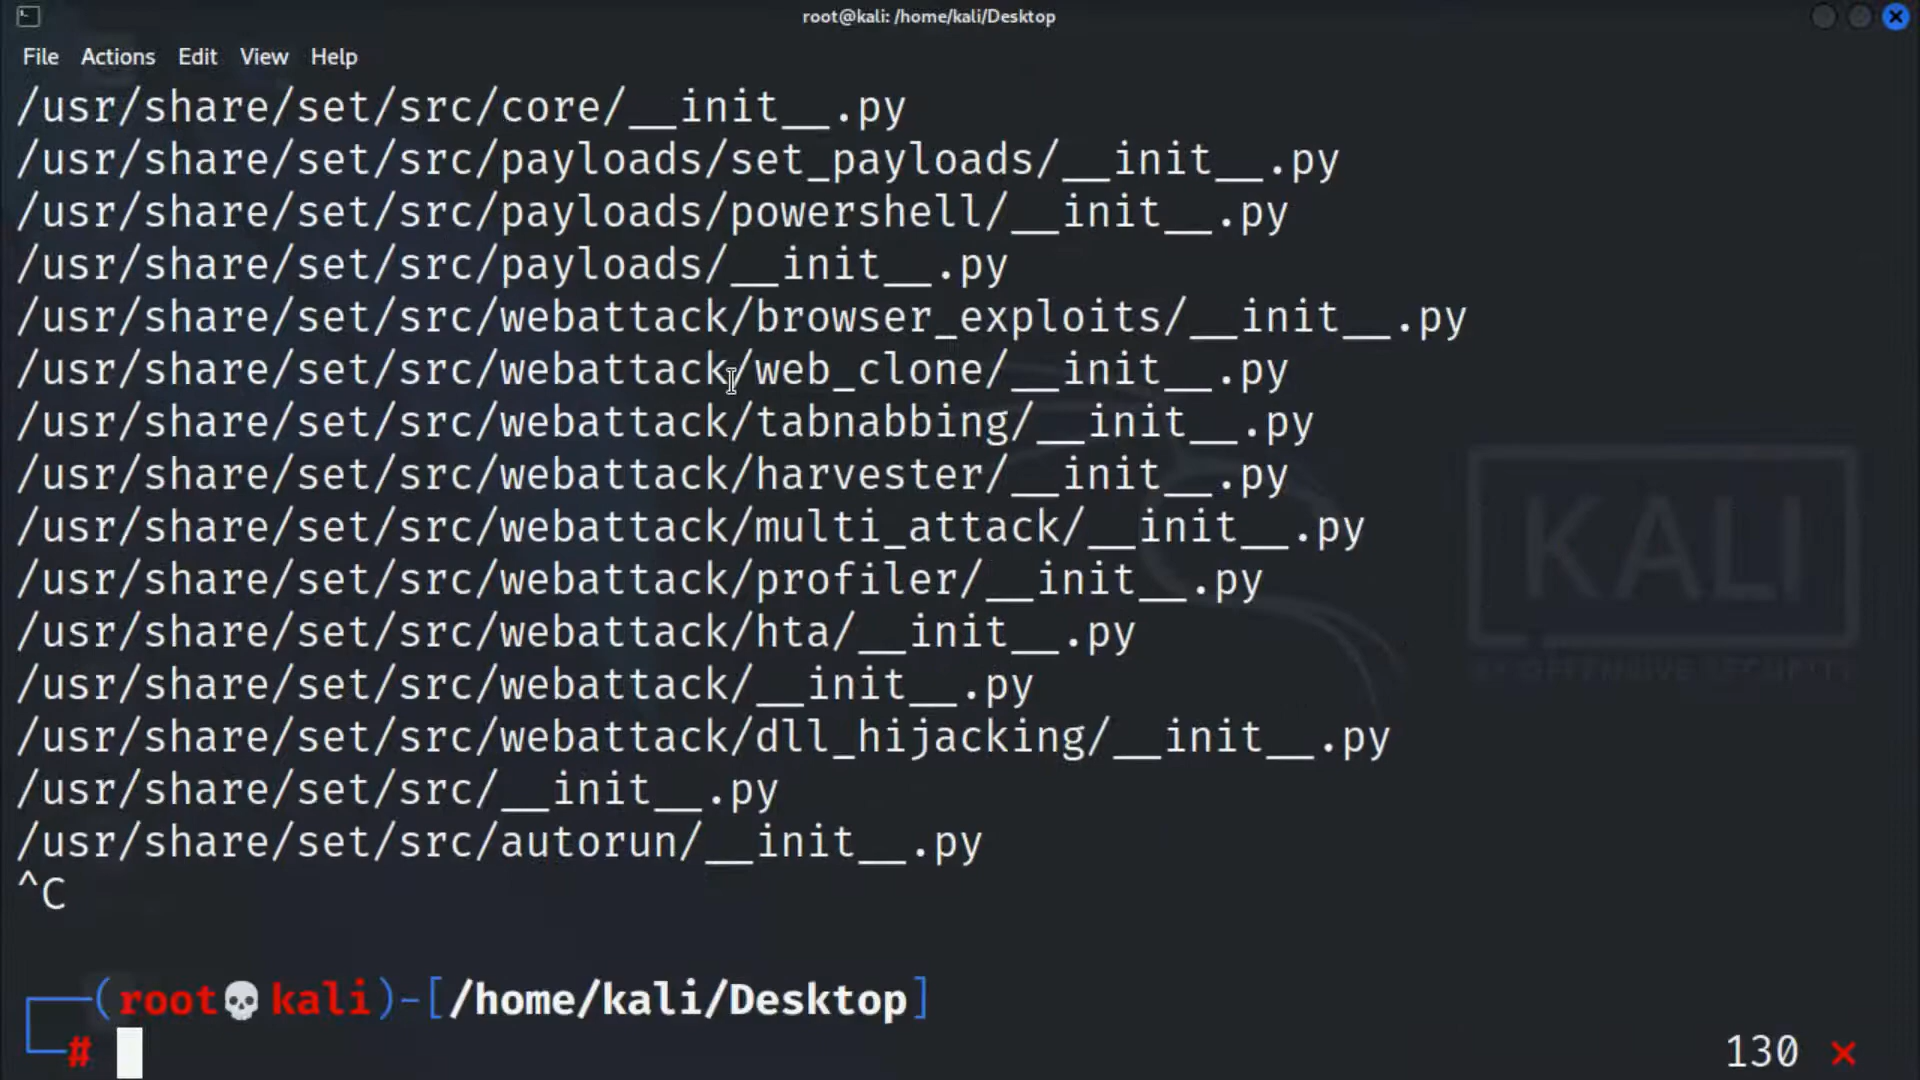 root@kali: /home/kali/Desktop
File Actions Edit View Help
/usr/share/set/src/core/__init__.py
/usr/share/set/src/payloads/set_payloads/__init__.py
/usr/share/set/src/payloads/powershell/__init__.py
/usr/share/set/src/payloads/__init__.py
/usr/share/set/src/webattack/browser_exploits/__init__.py
/usr/share/set/src/webattack/web_clone/__init__.py
/usr/share/set/src/webattack/tabnabbing/__init__.py
/usr/share/set/src/webattack/harvester/__init__.py
/usr/share/set/src/webattack/multi_attack/__init__.py
/usr/share/set/src/webattack/profiler/__init__.py
/usr/share/set/src/webattack/hta/__init__.py
/usr/share/set/src/webattack/__init__.py
/usr/share/set/src/webattack/dll_hijacking/__init__.py
/usr/share/set/src/__init__.py
/usr/share/set/src/autorun/__init__.py
^C
(root💀kali)-[/home/kali/Desktop]
# 130 ⨯
KALI
BY OFFENSIVE SECURITY